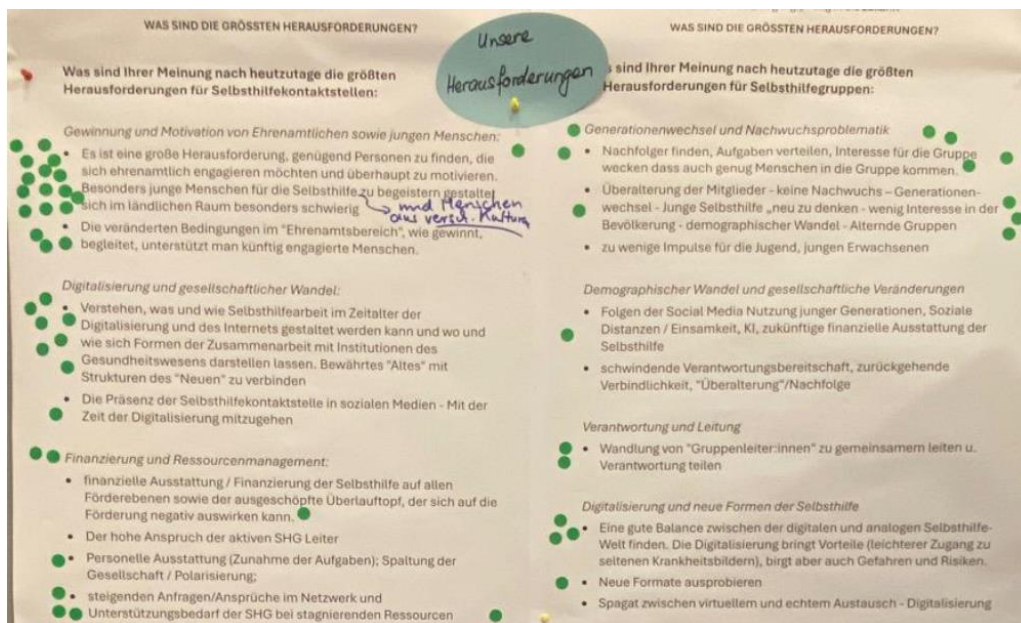 Unsere
Herausforderungen
WAS SIND DIE GRÖSSTEN HERAUSFORDERUNGEN?
Was sind Ihrer Meinung nach heutzutage die größten
Herausforderungen für Selbsthilfekontaktstellen:
Gewinnung und Motivation von Ehrenamtlichen sowie jungen Menschen:
• Es ist eine große Herausforderung, genügend Personen zu finden, die
sich ehrenamtlich engagieren möchten und überhaupt zu motivieren.
Besonders junge Menschen für die Selbsthilfe zu begeistern gestaltet
sich im ländlichen Raum besonders schwierig
und Menschen
aus versch. Kultur
• Die veränderten Bedingungen im "Ehrenamtsbereich", wie gewinnt,
begleitet, unterstützt man künftig engagierte Menschen.
Digitalisierung und gesellschaftlicher Wandel:
• Verstehen, was und wie Selbsthilfearbeit im Zeitalter der
Digitalisierung und des Internets gestaltet werden kann und wo und
wie sich Formen der Zusammenarbeit mit Institutionen des
Gesundheitswesens darstellen lassen. Bewährtes "Altes" mit
Strukturen des "Neuen" zu verbinden
• Die Präsenz der Selbsthilfekontaktstelle in sozialen Medien - Mit der
Zeit der Digitalisierung mitzugehen
Finanzierung und Ressourcenmanagement:
• finanzielle Ausstattung / Finanzierung der Selbsthilfe auf allen
Förderebenen sowie der ausgeschöpfte Überlauftopf, der sich auf die
Förderung negativ auswirken kann.
• Der hohe Anspruch der aktiven SHG Leiter
• Personelle Ausstattung (Zunahme der Aufgaben); Spaltung der
Gesellschaft / Polarisierung;
• steigenden Anfragen/Ansprüche im Netzwerk und
Unterstützungsbedarf der SHG bei stagnierenden Ressourcen
WAS SIND DIE GRÖSSTEN HERAUSFORDERUNGEN?
s sind Ihrer Meinung nach heutzutage die größten
Herausforderungen für Selbsthilfegruppen:
Generationenwechsel und Nachwuchsproblematik
• Nachfolger finden, Aufgaben verteilen, Interesse für die Gruppe
wecken dass auch genug Menschen in die Gruppe kommen.
• Überalterung der Mitglieder - keine Nachwuchs – Generationen-
wechsel - Junge Selbsthilfe „neu zu denken - wenig Interesse in der
Bevölkerung - demographischer Wandel - Alternde Gruppen
• zu wenige Impulse für die Jugend, jungen Erwachsenen
Demographischer Wandel und gesellschaftliche Veränderungen
• Folgen der Social Media Nutzung junger Generationen, Soziale
Distanzen / Einsamkeit, KI, zukünftige finanzielle Ausstattung der
Selbsthilfe
• schwindende Verantwortungsbereitschaft, zurückgehende
Verbindlichkeit, "Überalterung"/Nachfolge
Verantwortung und Leitung
• Wandlung von "Gruppenleiter:innen" zu gemeinsamem leiten u.
Verantwortung teilen
Digitalisierung und neue Formen der Selbsthilfe
• Eine gute Balance zwischen der digitalen und analogen Selbsthilfe-
Welt finden. Die Digitalisierung bringt Vorteile (leichterer Zugang zu
seltenen Krankheitsbildern), birgt aber auch Gefahren und Risiken.
• Neue Formate ausprobieren
• Spagat zwischen virtuellem und echtem Austausch - Digitalisierung